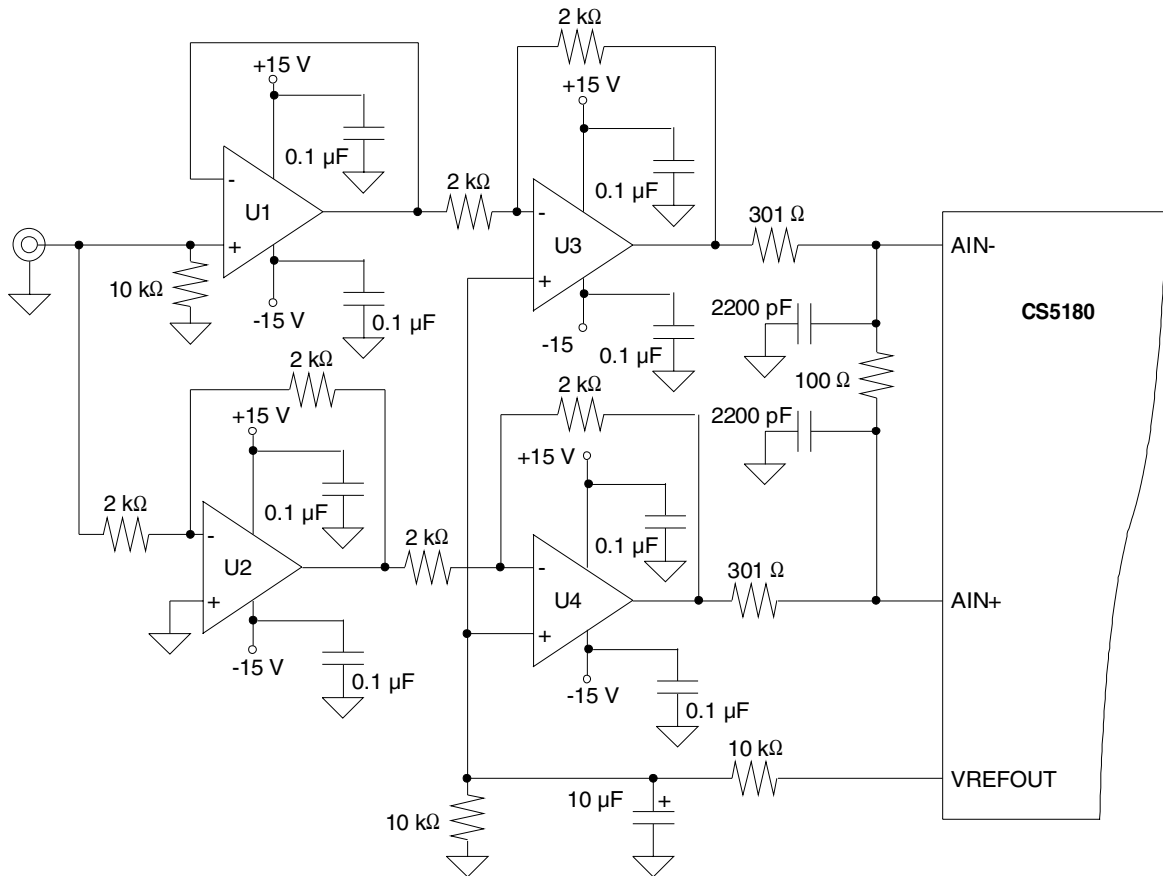 2 kΩ
2 kΩ
+15 V
+15 V
0.1 µF
0.1 µF
2 kΩ
-
U1
+
-
U3
+
301 Ω
AIN-
10 kΩ
-15 V
0.1 µF
-15
0.1 µF
2200 pF
CS5180
100 Ω
2 kΩ
2 kΩ
2200 pF
+15 V
+15 V
0.1 µF
0.1 µF
2 kΩ
-
U2
+
2 kΩ
-
U4
+
301 Ω
AIN+
-15 V
0.1 µF
-15 V
0.1 µF
10 kΩ
VREFOUT
10 µF
+
10 kΩ